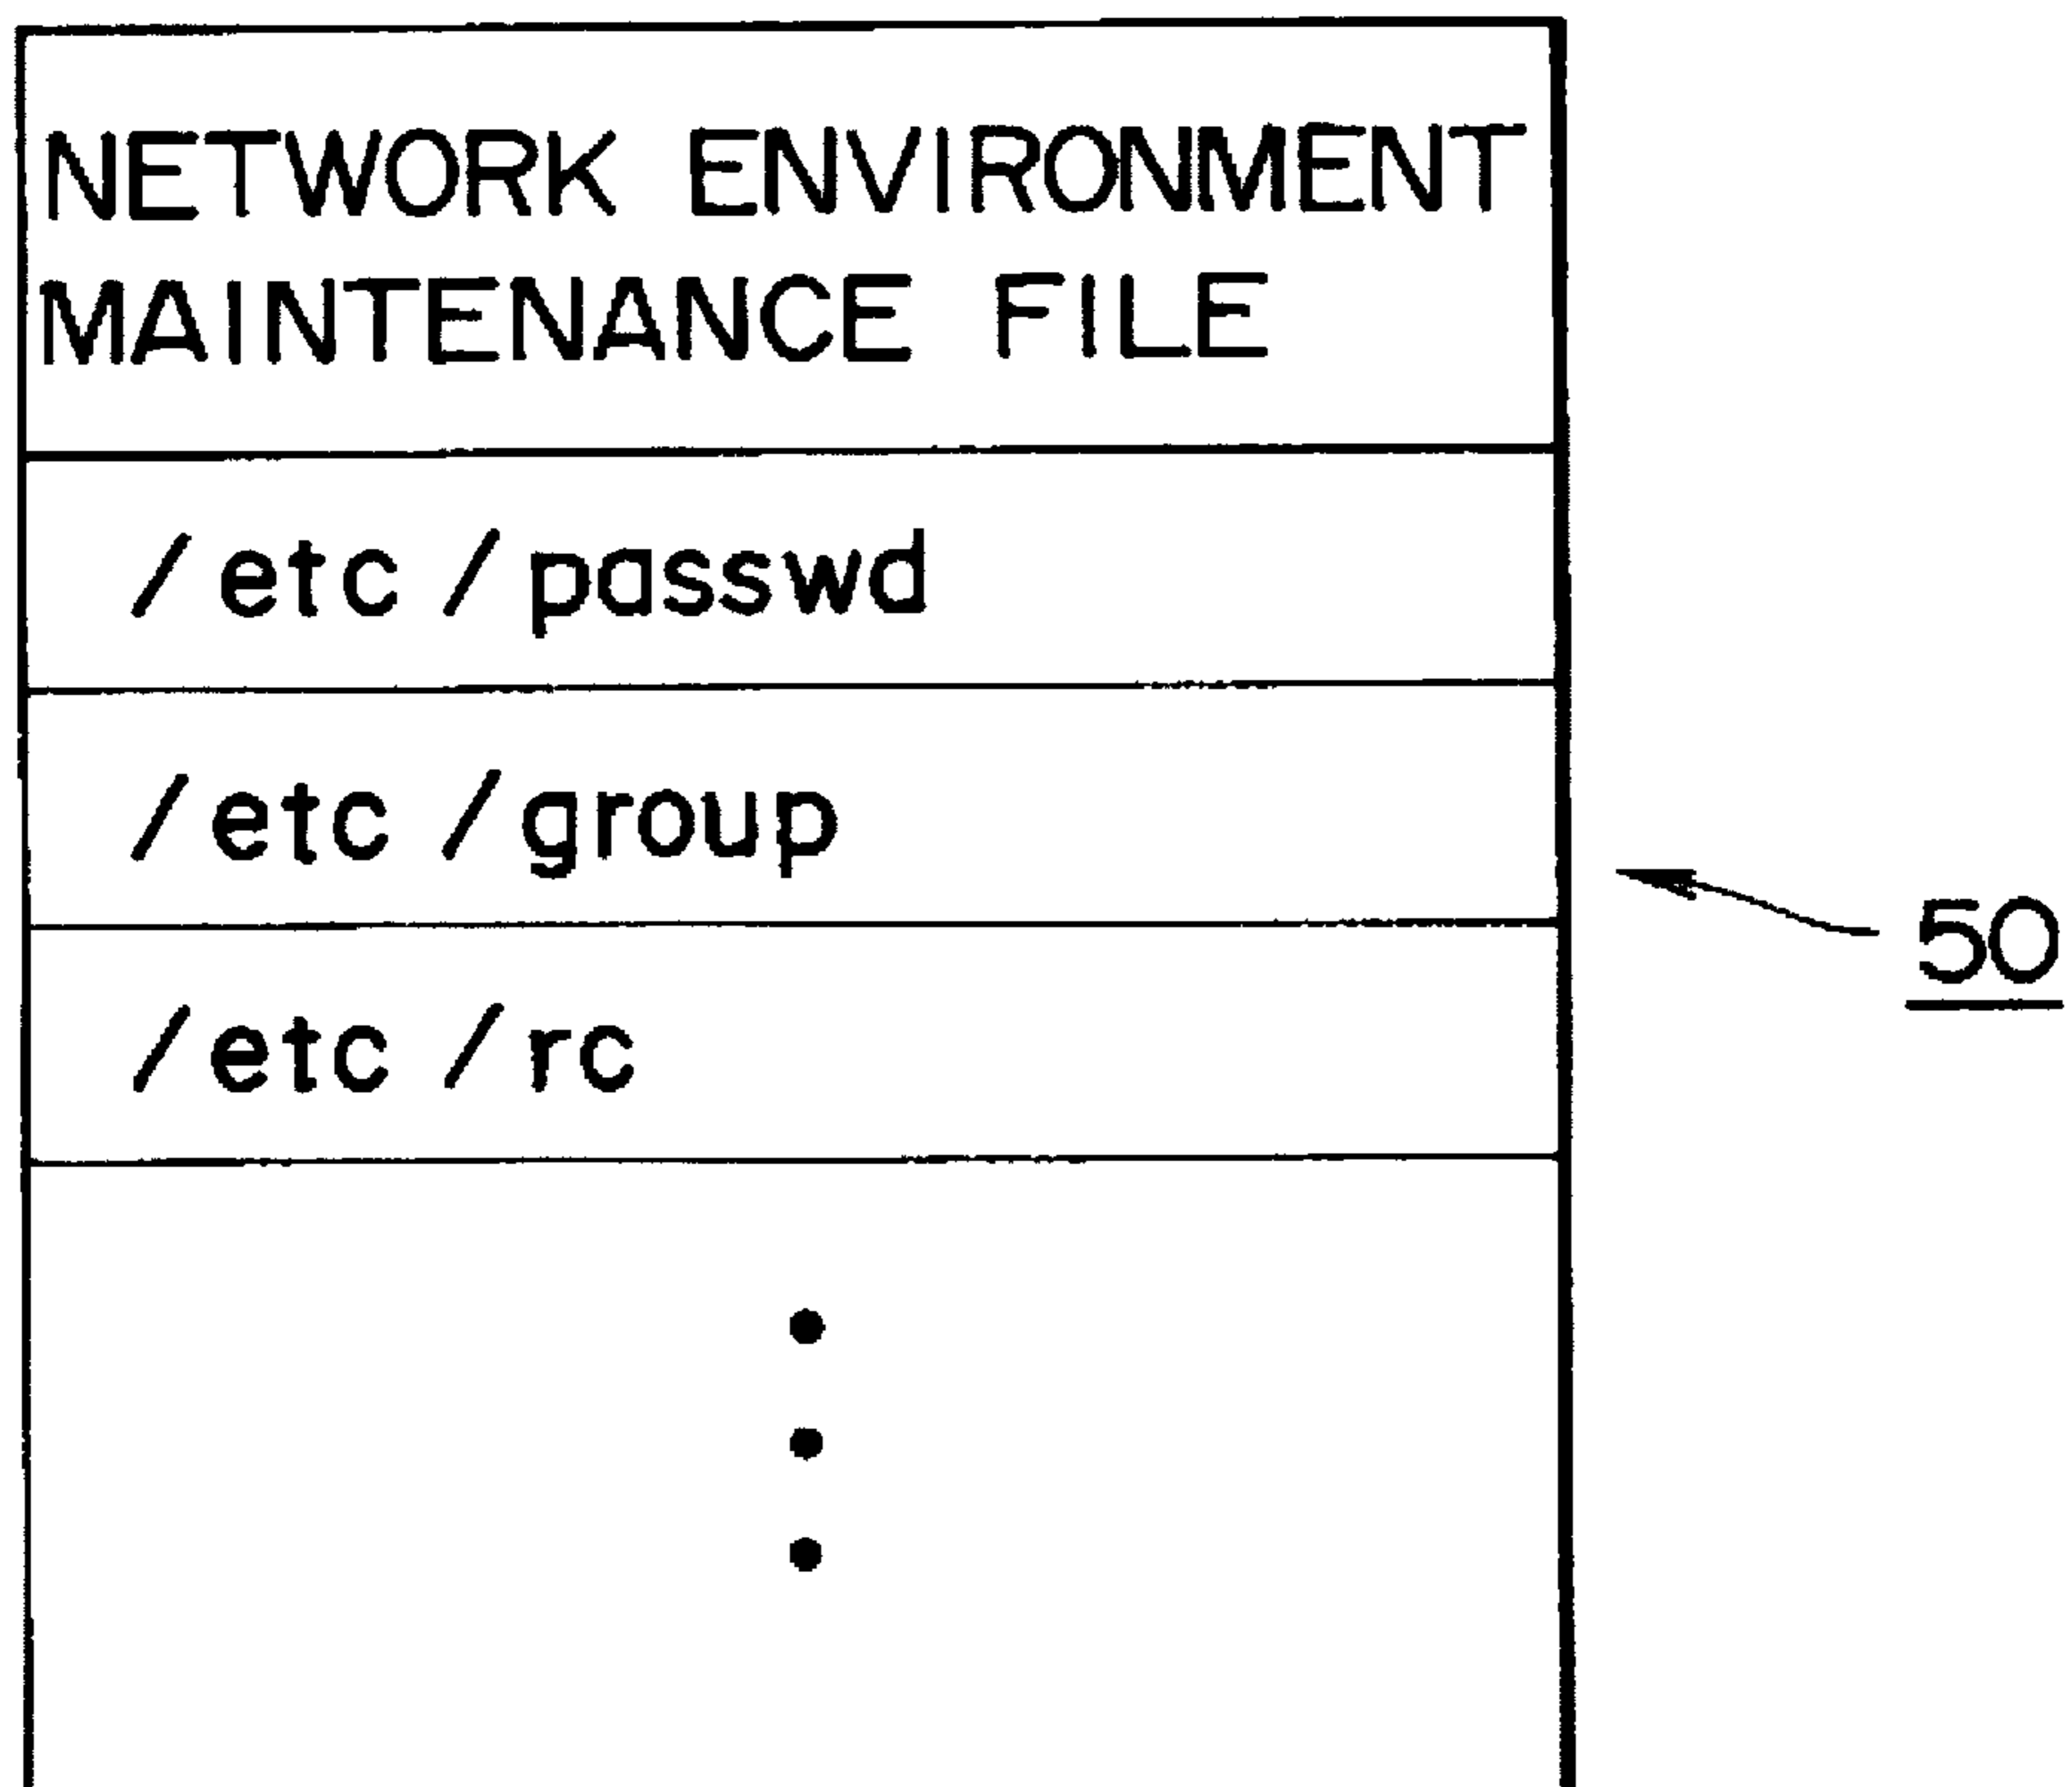 NETWORK ENVIRONMENT
MAINTENANCE FILE
/etc/passwd
/etc/group
/etc/rc
50